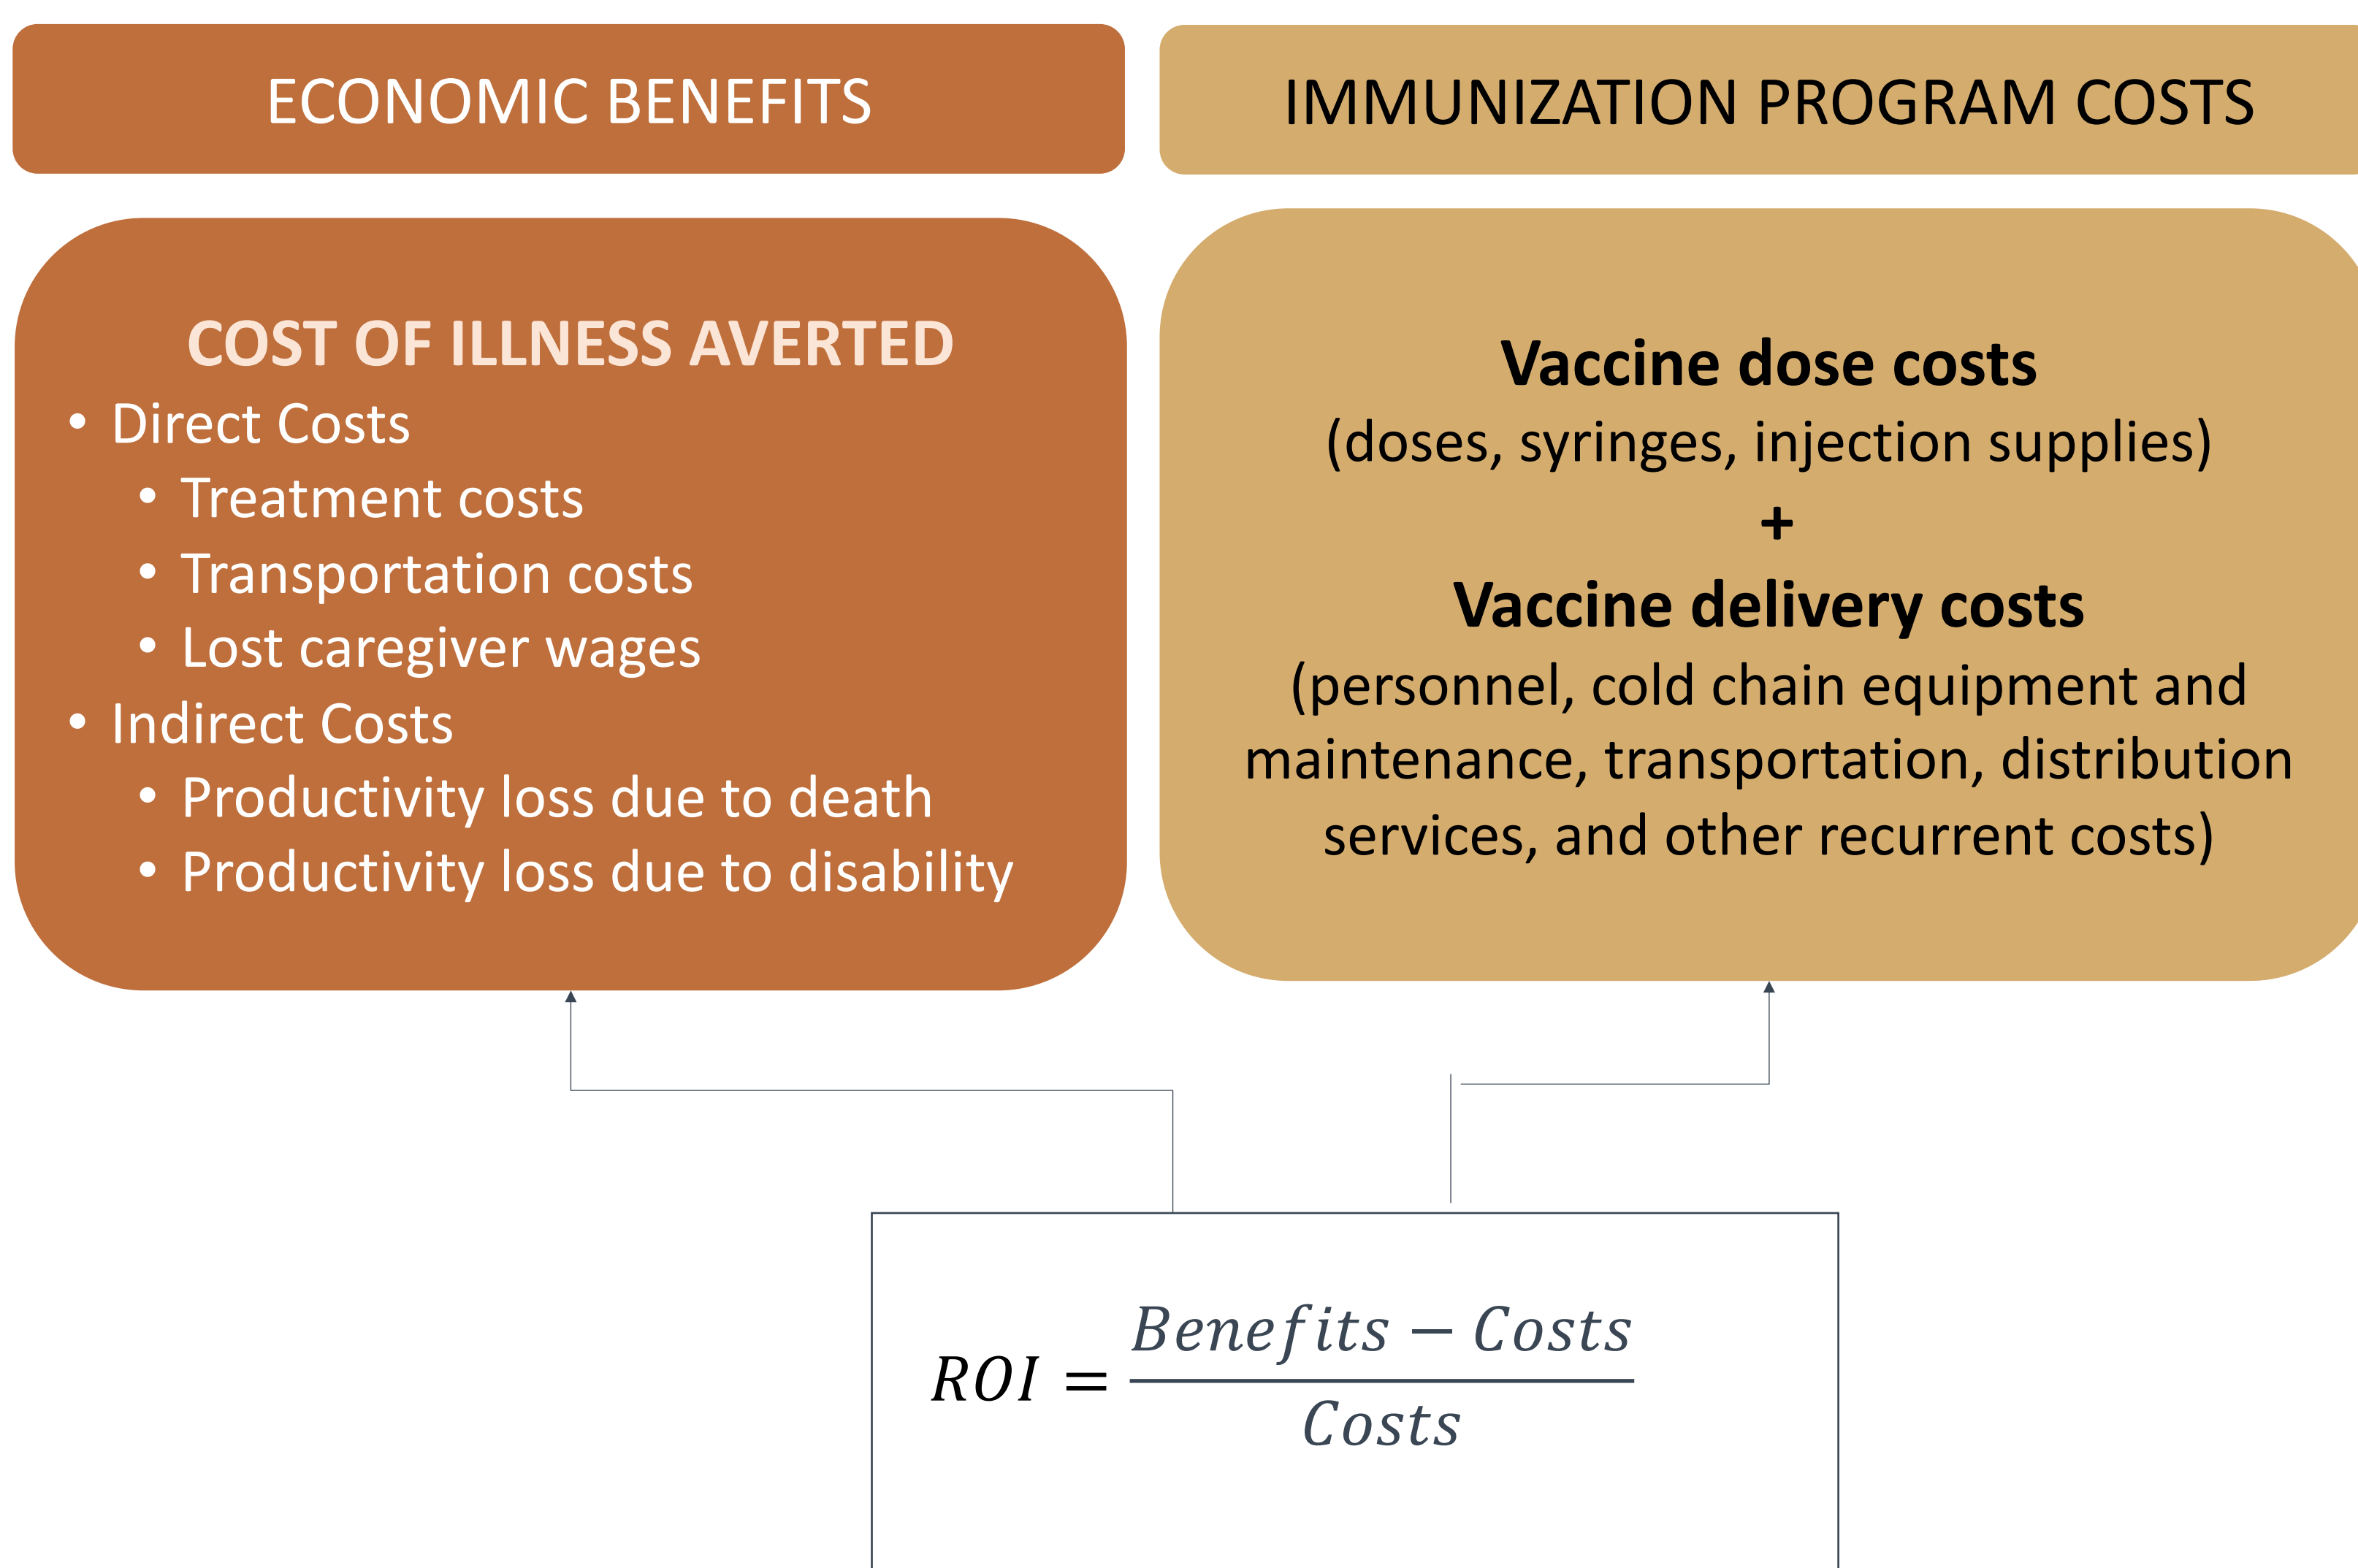 ECONOMIC BENEFITS
COST OF ILLNESS AVERTED
• Direct Costs
• Treatment costs
• Transportation costs
• Lost caregiver wages
• Indirect Costs
• Productivity loss due to death
• Productivity loss due to disability
IMMUNIZATION PROGRAM COSTS
Vaccine dose costs
(doses, syringes, injection supplies)
+
Vaccine delivery costs
(personnel, cold chain equipment and
maintenance, transportation, distribution
services, and other recurrent costs)
ROI = 
Benefits − Costs
Costs